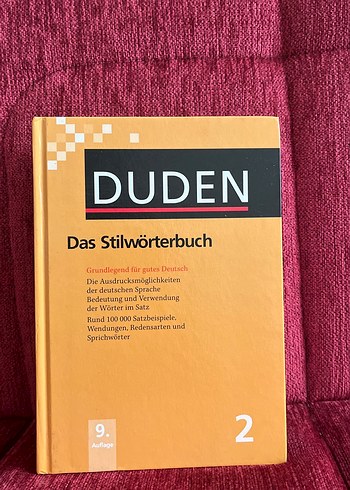 DUDEN
Das Stilwörterbuch
Grundlegend für gutes Deutsch
Die Ausdrucksmöglichkeiten
der deutschen Sprache
Bedeutung und Verwendung
der Wörter im Satz
Rund 100 000 Satzbeispiele,
Wendungen, Redensarten und
Sprichwörter
9.
Auflage
2